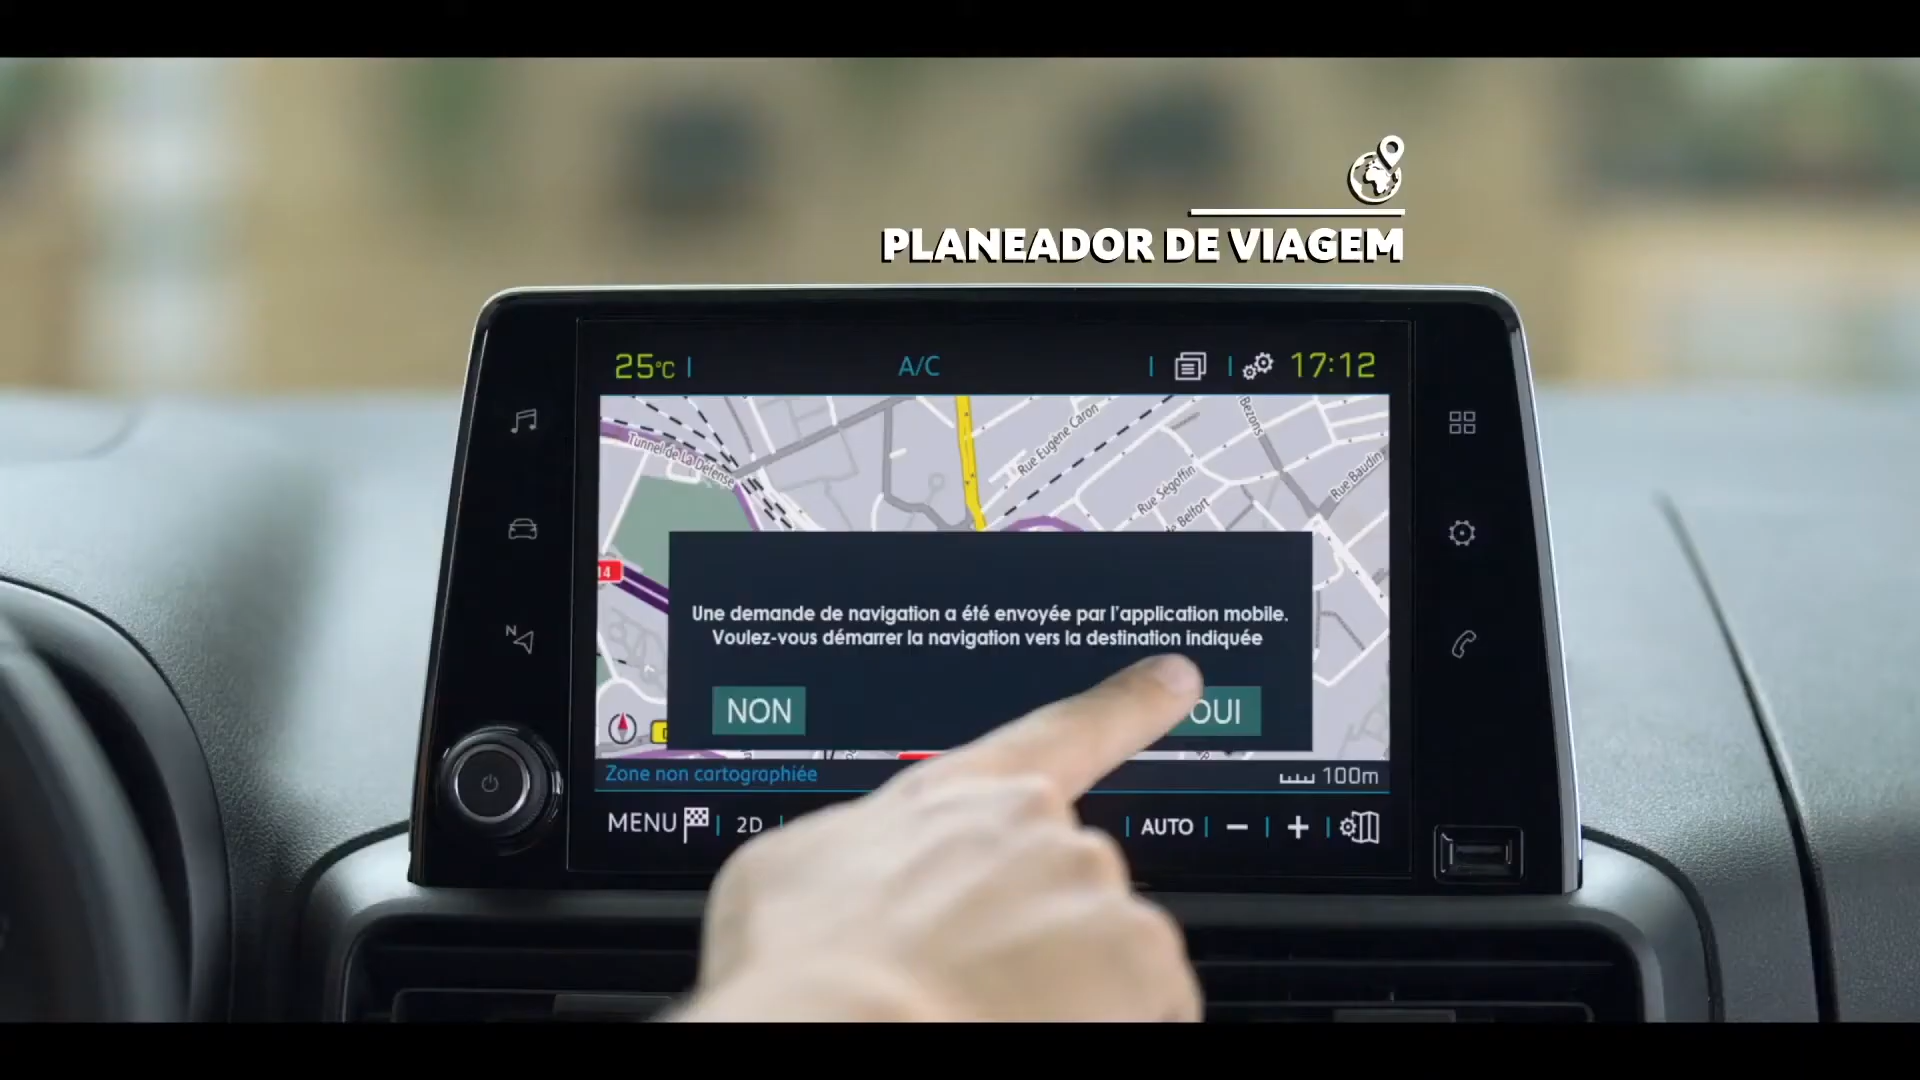 PLANEADOR DE VIAGEM
25°C
A/C
17:12
Tunnel de La Défense
Rue Eugène Caron
Bezons
Rue Ségoffin
de Belfort
Rue Baudin
14
Une demande de navigation a été envoyée par l'application mobile.
Voulez-vous démarrer la navigation vers la destination indiquée
NON
OUI
Zone non cartographiée
100m
MENU
2D
AUTO
N